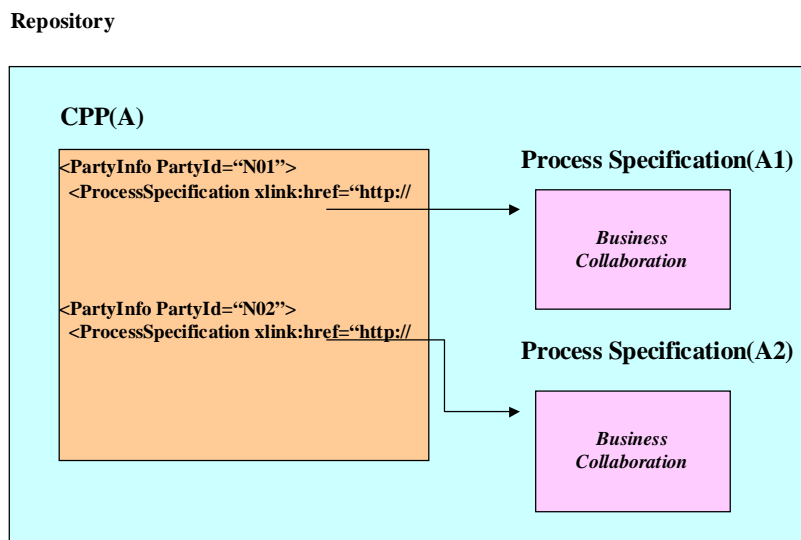 Repository
CPP(A)
<PartyInfo PartyId=“N01”>
<ProcessSpecification xlink:href=“http://
<PartyInfo PartyId=“N02”>
<ProcessSpecification xlink:href=“http://
Process Specification(A1)
Business
Collaboration
Process Specification(A2)
Business
Collaboration